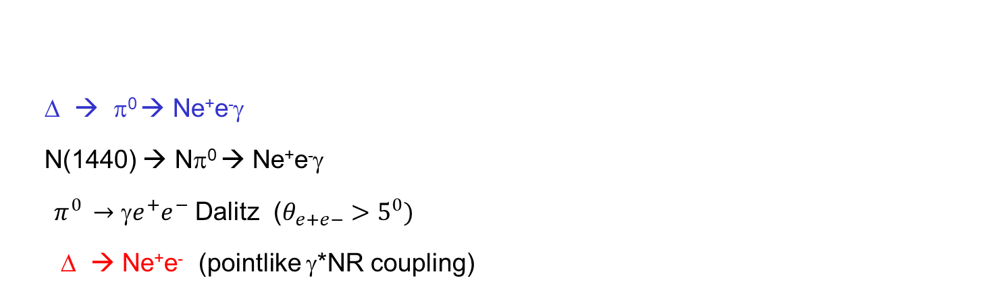 Δ → π⁰ → Ne⁺e⁻γ
N(1440) → Nπ⁰ → Ne⁺e⁻γ
π⁰ → γe⁺e⁻ Dalitz (θₑ₊ₑ₋ > 5⁰)
Δ → Ne⁺e⁻ (pointlike γ*NR coupling)